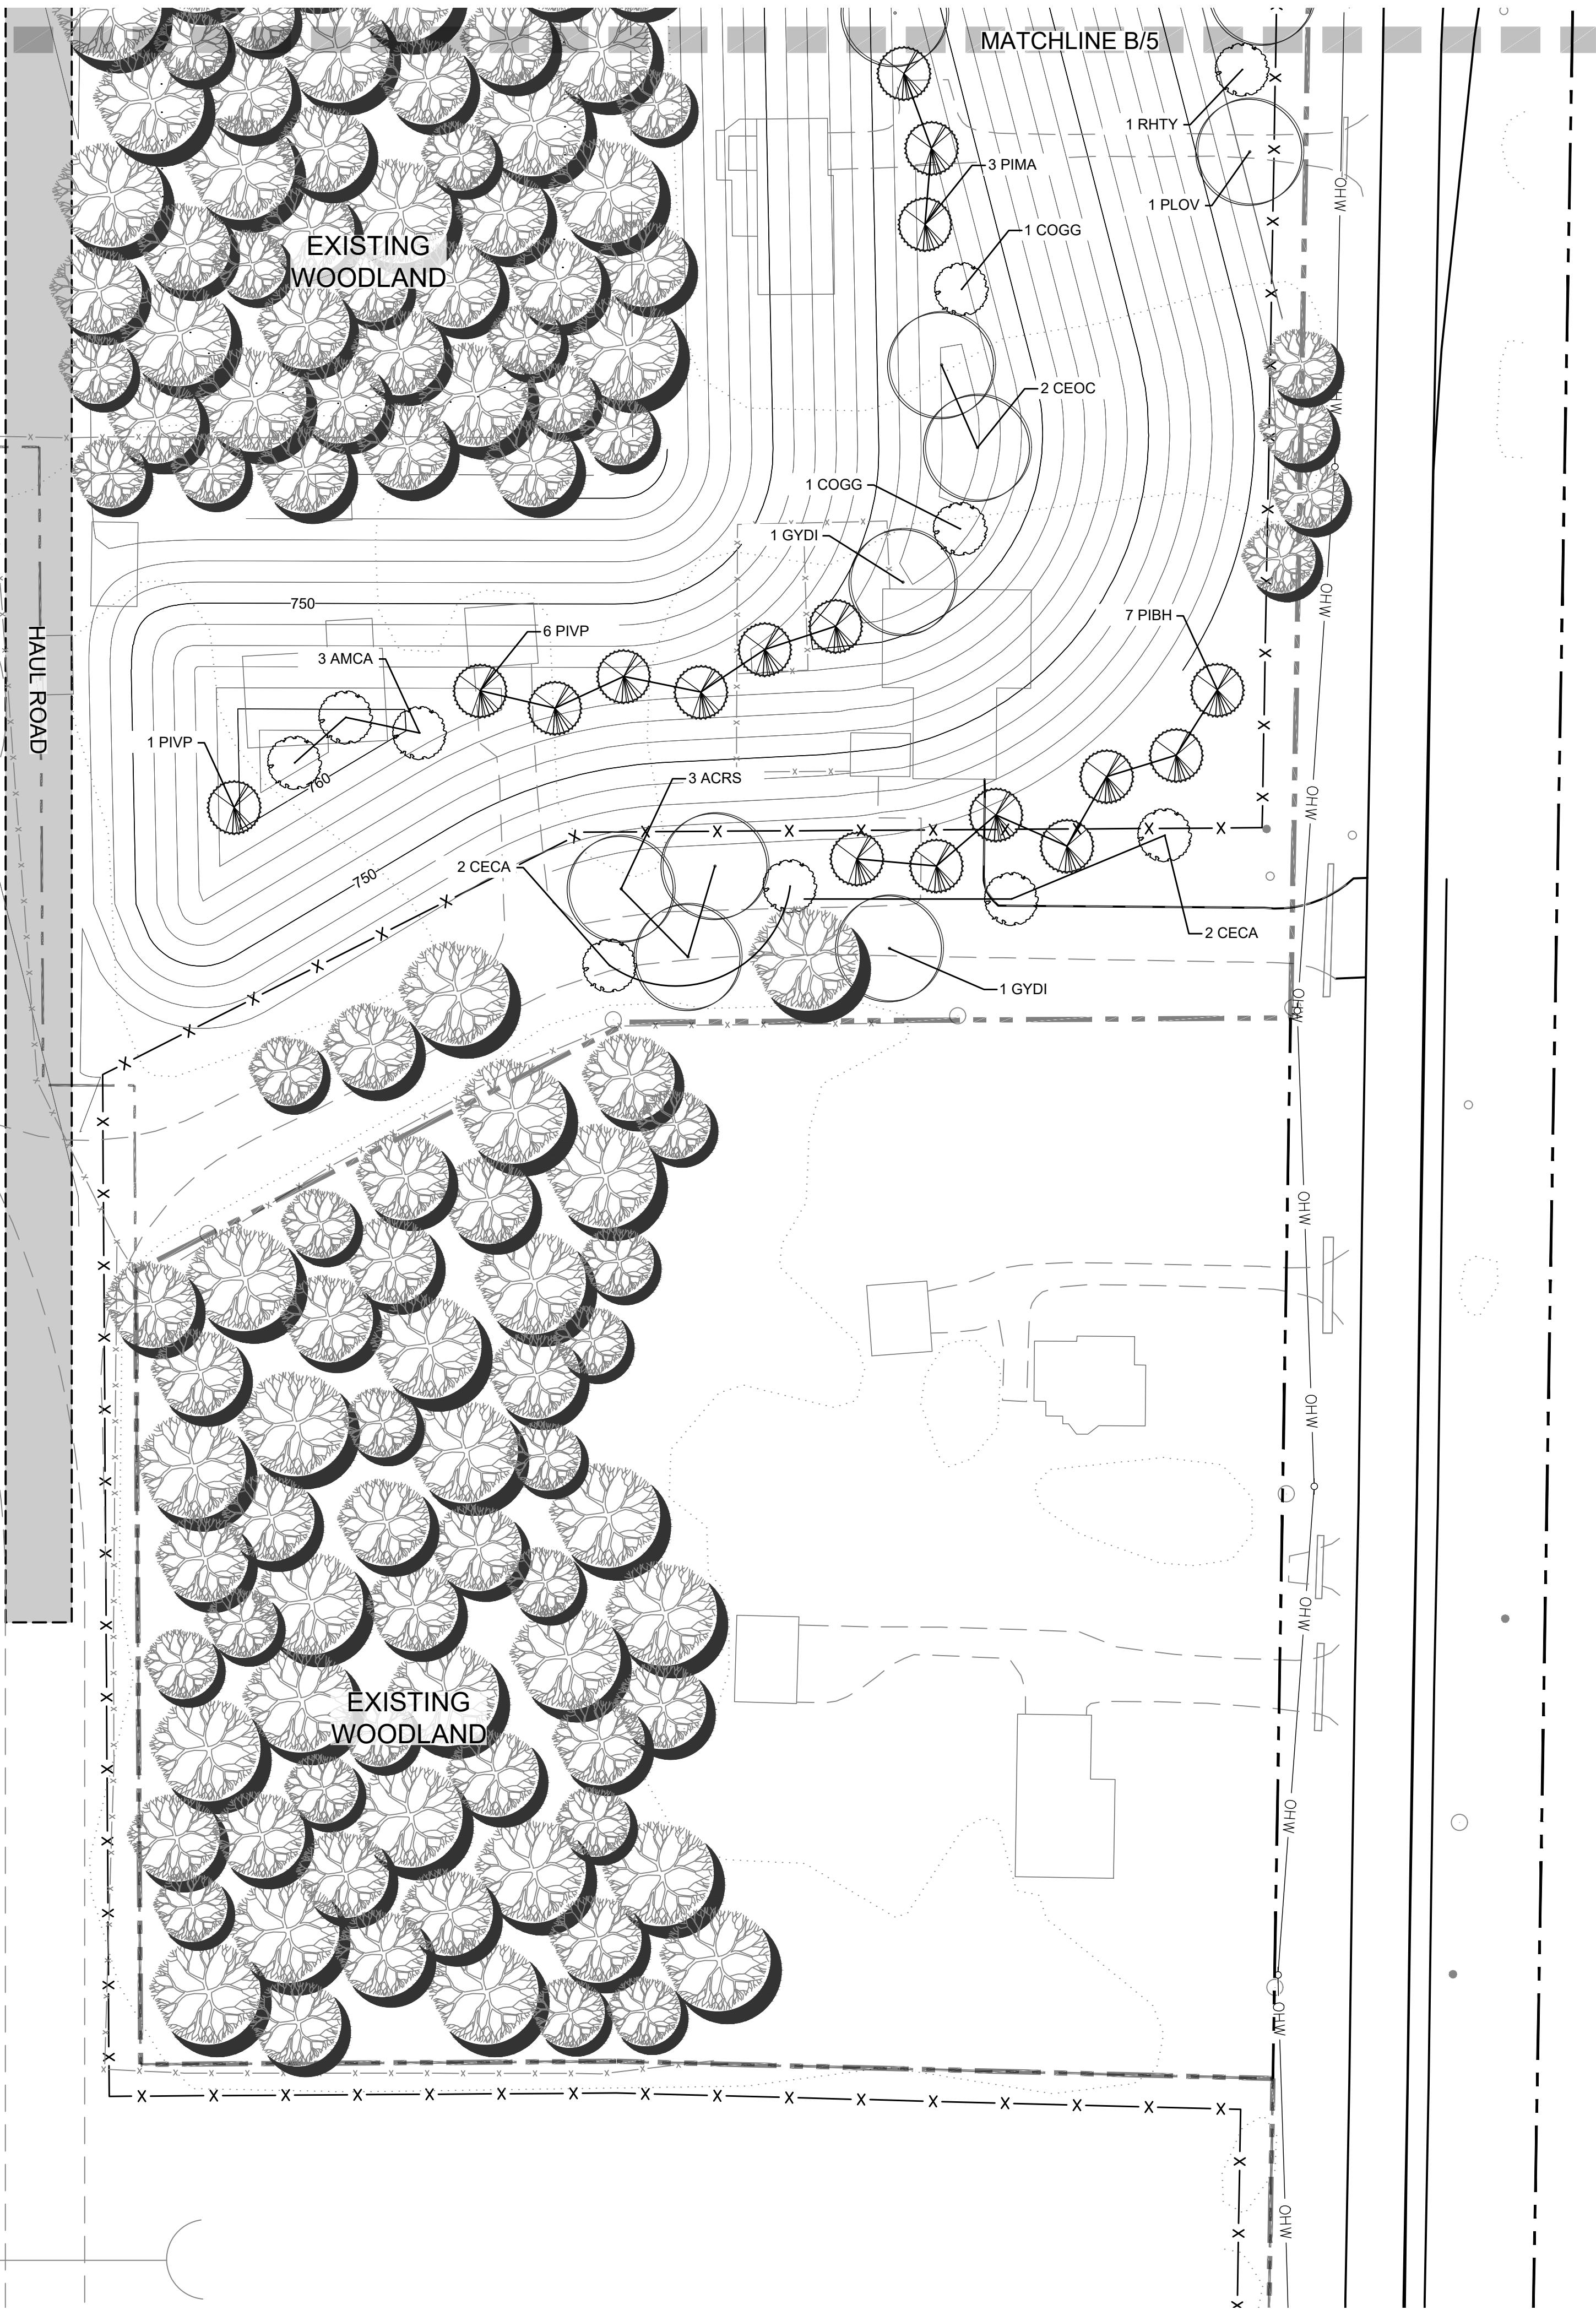 MATCHLINE B/5
1 RHTY
3 PIMA
OHW
1 PLOV
1 COGG
EXISTING
WOODLAND
2 CEOC
OHW
1 COGG
1 GYDI
OHW
750
7 PIBH
6 PIVP
HAUL ROAD
3 AMCA
1 PIVP
760
3 ACRS
OHW
2 CECA
750
2 CECA
1 GYDI
OHW
OHW
OHW
OHW
EXISTING
WOODLAND
OHW
OHW
OHW